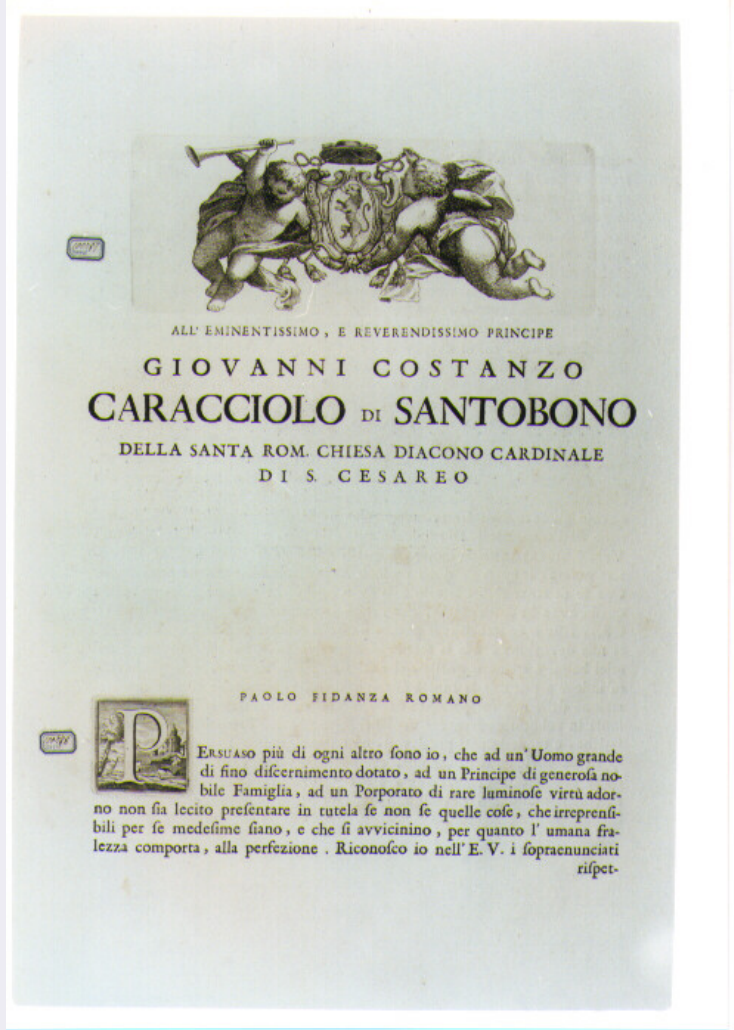 ALL' EMINENTISSIMO, E REVERENDISSIMO PRINCIPE
GIOVANNI COSTANZO
CARACCIOLO DI SANTOBONO
DELLA SANTA ROM. CHIESA DIACONO CARDINALE
DI S. CESAREO
PAOLO FIDANZA ROMANO
PERSUASO più di ogni altro ſono io, che ad un' Uomo grande
di fino diſcernimento dotato, ad un Principe di generoſa no-
bile Famiglia, ad un Porporato di rare luminoſe virtù ador-
no non ſia lecito preſentare in tutela ſe non ſe quelle coſe, che irreprenſi-
bili per ſe medeſime ſiano, e che ſi avvicinino, per quanto l' umana fra-
lezza comporta, alla perfezione. Riconoſco io nell' E. V. i ſopraenunciati
riſpet-